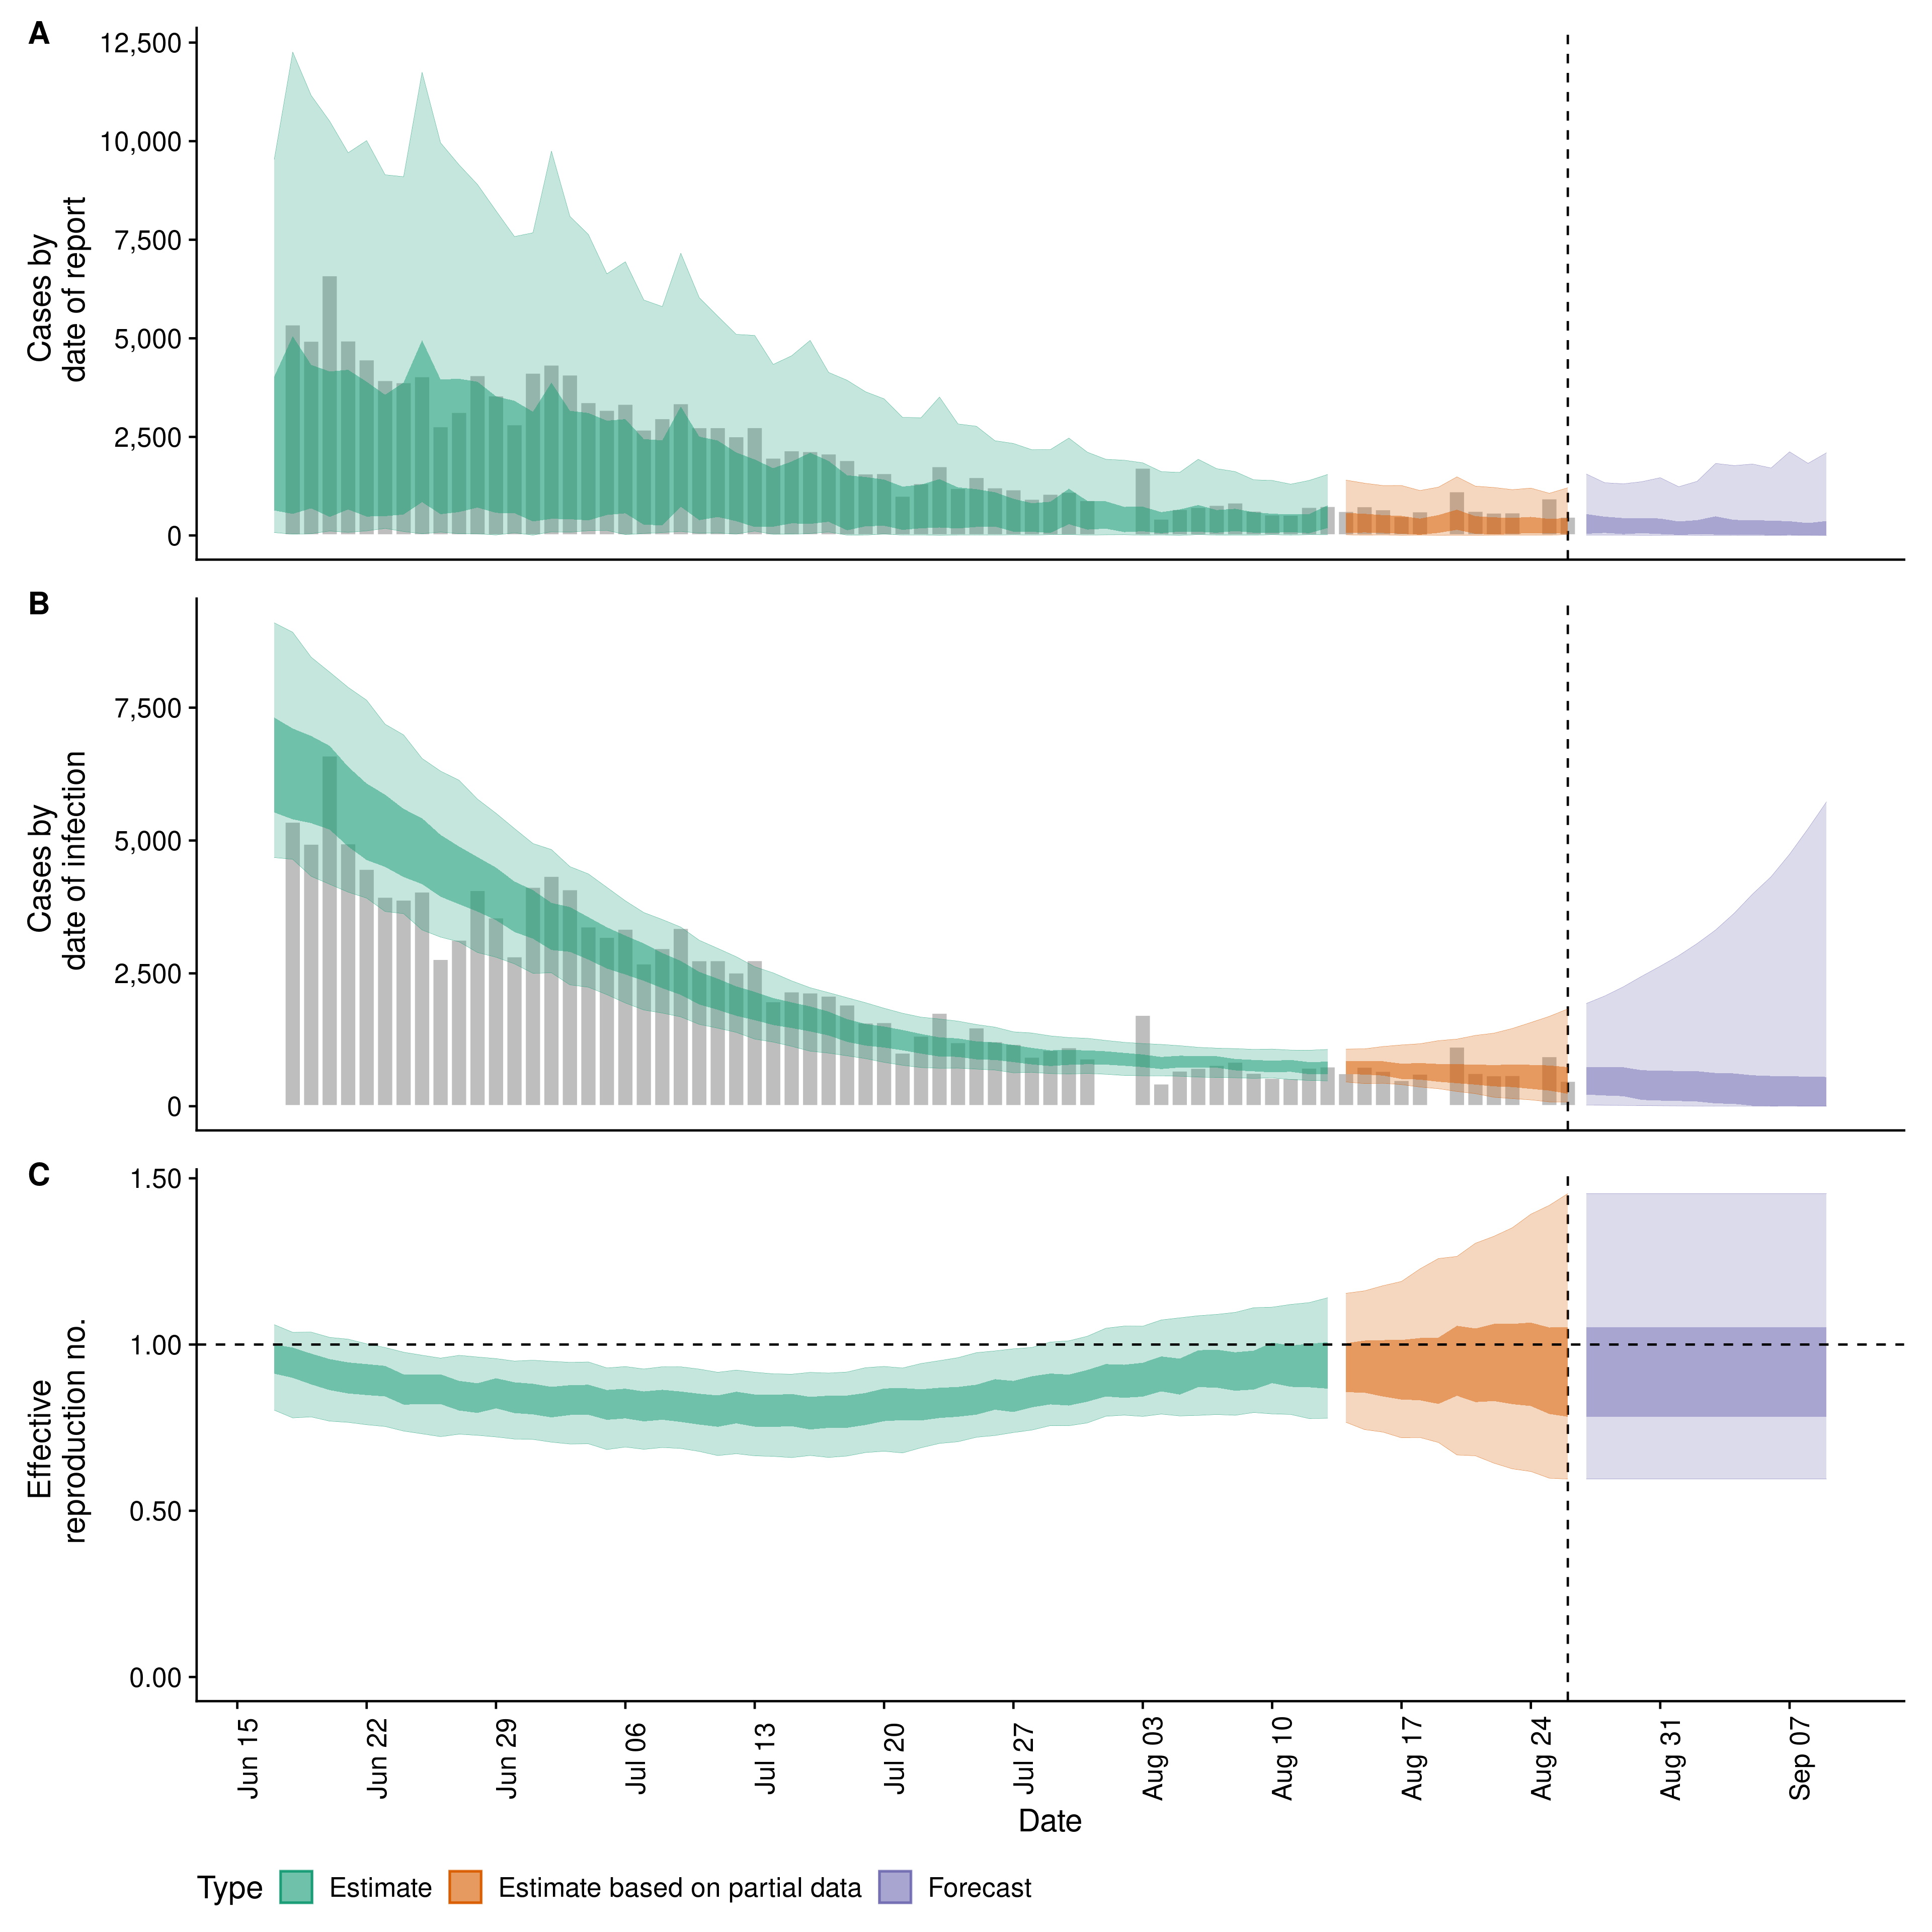 A
12,500
10,000
7,500
5,000
2,500
0
Cases by
date of report
B
7,500
5,000
2,500
0
Cases by
date of infection
C
1.50
1.00
0.50
0.00
Effective
reproduction no.
Jun 15
Jun 22
Jun 29
Jul 06
Jul 13
Jul 20
Jul 27
Aug 03
Aug 10
Aug 17
Aug 24
Aug 31
Sep 07
Date
Type Estimate Estimate based on partial data Forecast